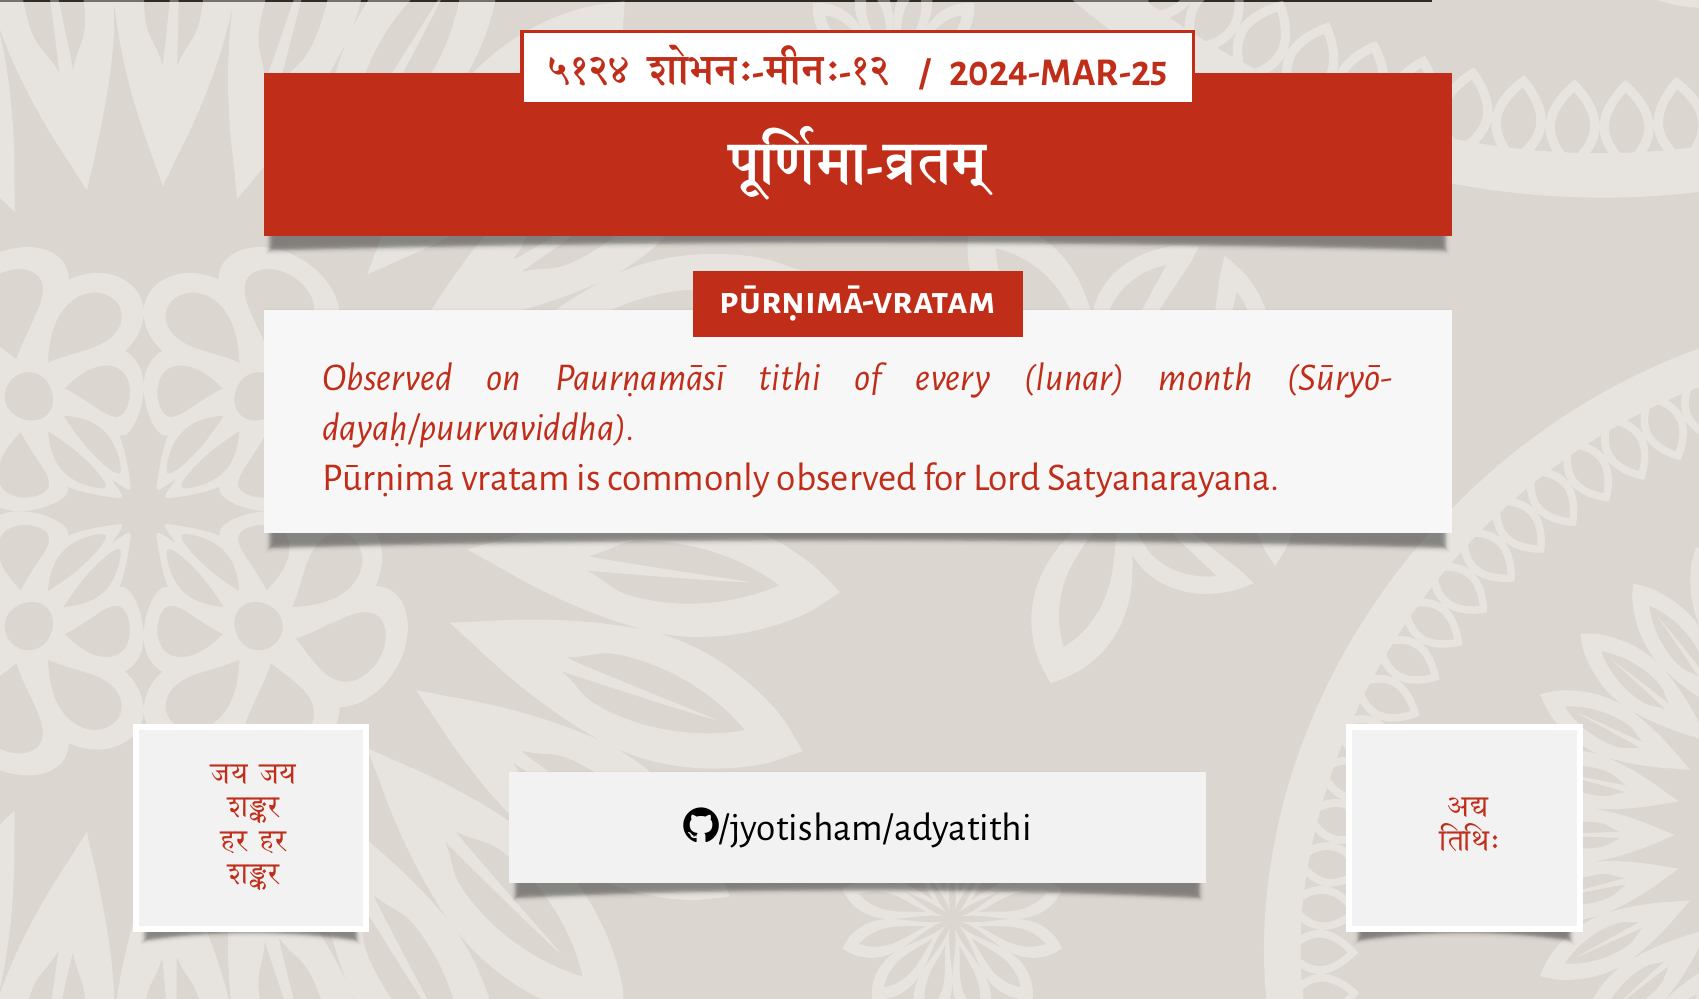 ५१२४ शोभनः-मीनः-१२ / 2024-MAR-25
पूर्णिमा-व्रतम्
PŪRṆIMĀ-VRATAM
Observed on Paurṇamāsī tithi of every (lunar) month (Sūryō-
dayaḥ/puurvaviddha).
Pūrṇimā vratam is commonly observed for Lord Satyanarayana.
जय जय
शङ्कर
हर हर
शङ्कर
/jyotisham/adyatithi
अद्य
तिथिः